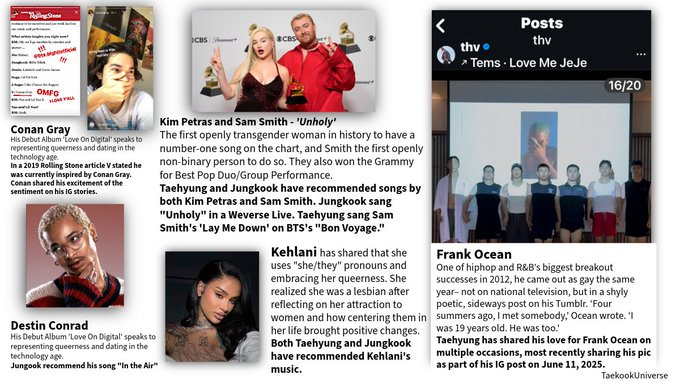 RollingStone
OMFG
I LOVE Y'ALL
Conan Gray
His Debut Album 'Love On Digital' speaks to
representing queerness and dating in the
technology age.
In a 2019 Rolling Stone article V stated he
was currently inspired by Conan Gray.
Conan shared his excitement of the
sentiment on his IG stories.
Destin Conrad
His Debut Album 'Love On Digital' speaks to
representing queerness and dating in the
technology age.
Jungook recommend his song "In the Air"
CBS
Paramount+
CBS
Kim Petras and Sam Smith - 'Unholy'
The first openly transgender woman in history to have a
number-one song on the chart, and Smith the first openly
non-binary person to do so. They also won the Grammy
for Best Pop Duo/Group Performance.
Taehyung and Jungkook have recommended songs by
both Kim Petras and Sam Smith. Jungkook sang
"Unholy" in a Weverse Live. Taehyung sang Sam
Smith's 'Lay Me Down' on BTS's "Bon Voyage."
Kehlani has shared that she
uses "she/they" pronouns and
embracing her queerness. She
realized she was a lesbian after
reflecting on her attraction to
women and how centering them in
her life brought positive changes.
Both Taehyung and Jungkook
have recommended Kehlani's
music.
Posts
thv
thv
Tems · Love Me JeJe
16/20
Frank Ocean
One of hiphop and R&B's biggest breakout
successes in 2012, he came out as gay the same
year– not on national television, but in a shyly
poetic, sideways post on his Tumblr. 'Four
summers ago, I met somebody,' Ocean wrote. 'I
was 19 years old. He was too.'
Taehyung has shared his love for Frank Ocean on
multiple occasions, most recently sharing his pic
as part of his IG post on June 11, 2025.
TaekookUniverse